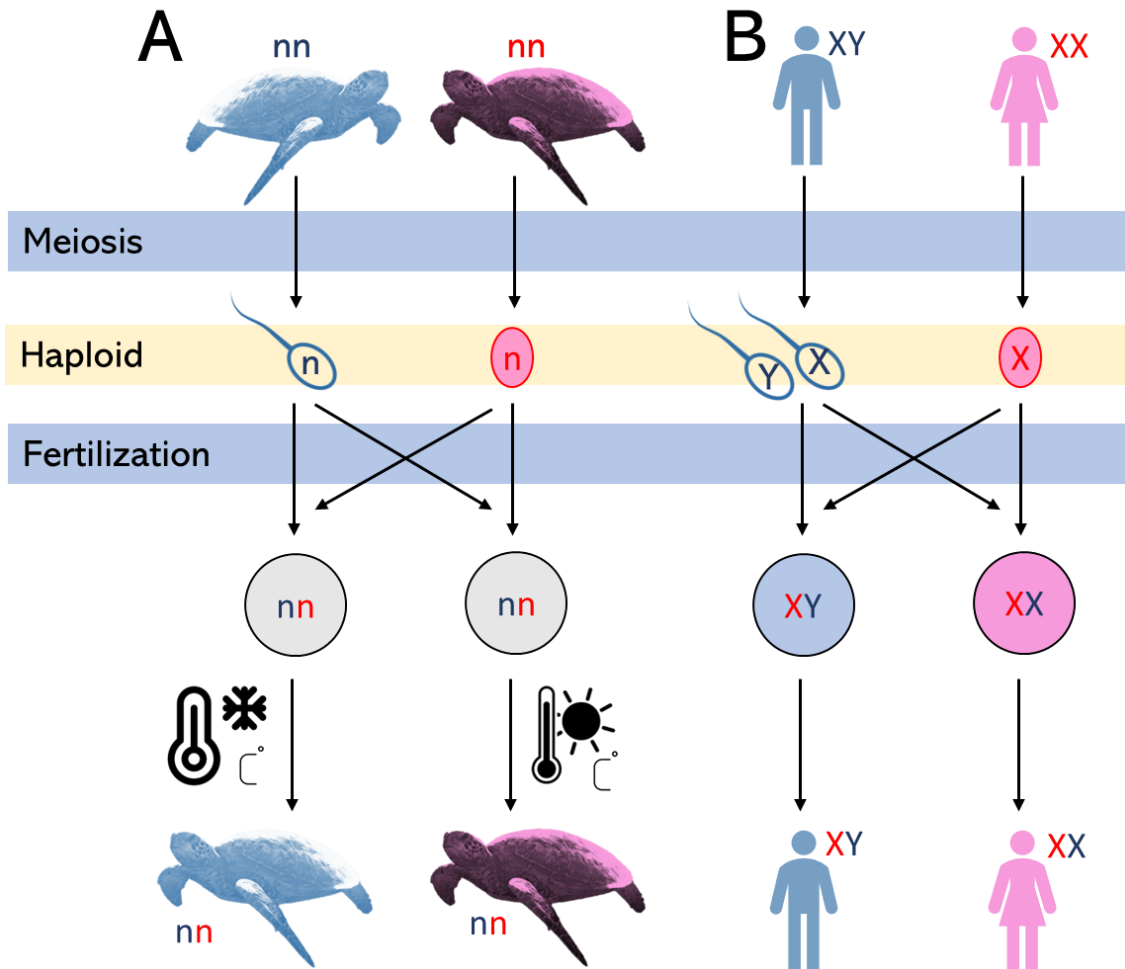 A
B
nn
nn
XY
XX
Meiosis
Haploid
n
n
Y
X
X
Fertilization
nn
nn
XY
XX
C°
C°
nn
nn
XY
XX